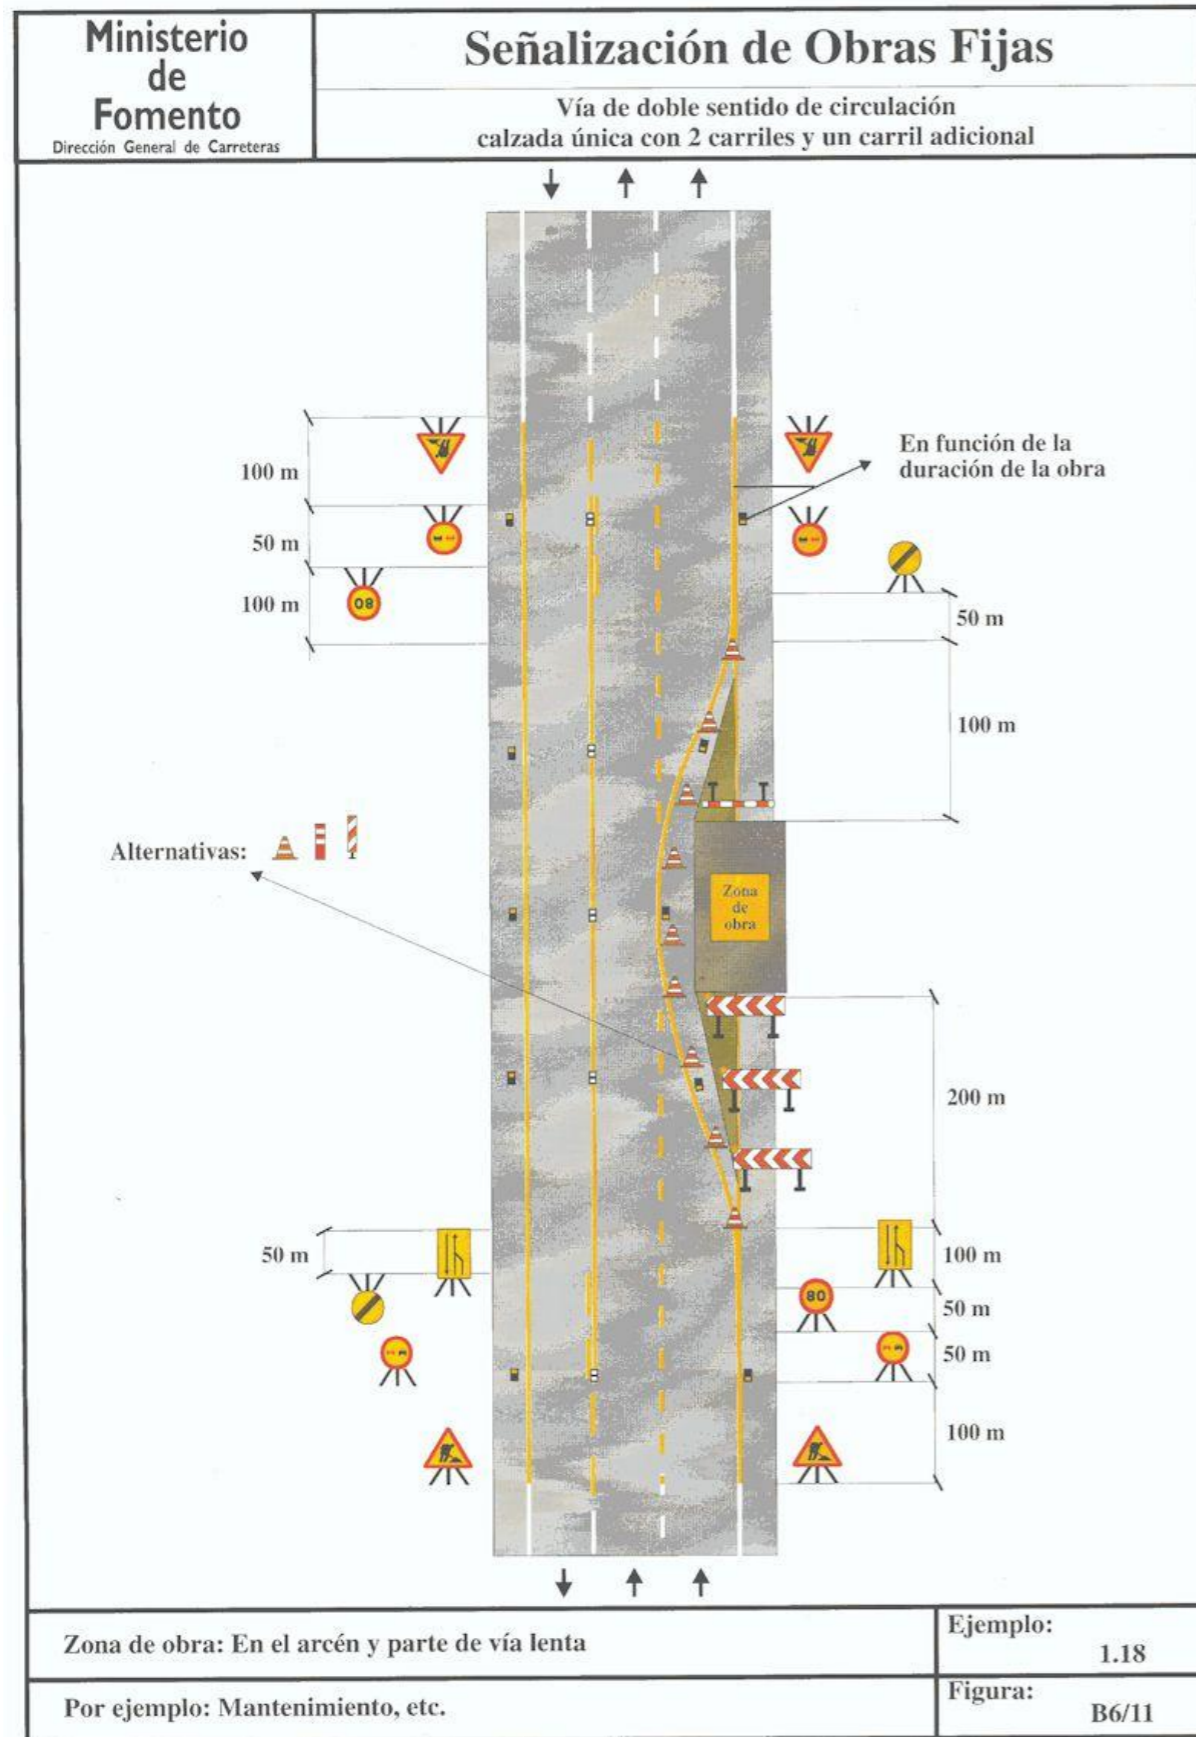 Ministerio
de
Fomento
Dirección General de Carreteras
Señalización de Obras Fijas
Vía de doble sentido de circulación
calzada única con 2 carriles y un carril adicional
En función de la
duración de la obra
100 m
50 m
100 m
80
50 m
100 m
Alternativas:
Zona
de
obra
200 m
50 m
100 m
80
50 m
50 m
100 m
Zona de obra: En el arcén y parte de vía lenta
Ejemplo:
1.18
Por ejemplo: Mantenimiento, etc.
Figura:
B6/11